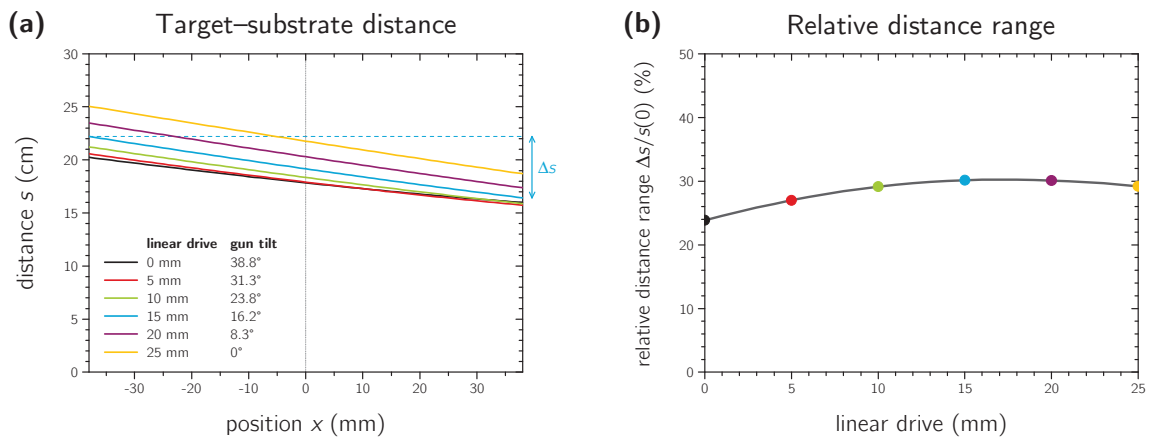 (a) Target–substrate distance
distance s (cm)
30
25
20
15
10
5
0
Δs
linear drive gun tilt
0 mm 38.8°
5 mm 31.3°
10 mm 23.8°
15 mm 16.2°
20 mm 8.3°
25 mm 0°
-30 -20 -10 0 10 20 30
position x (mm)
(b) Relative distance range
relative distance range Δs/s(0) (%)
50
40
30
20
10
0
0 5 10 15 20 25
linear drive (mm)